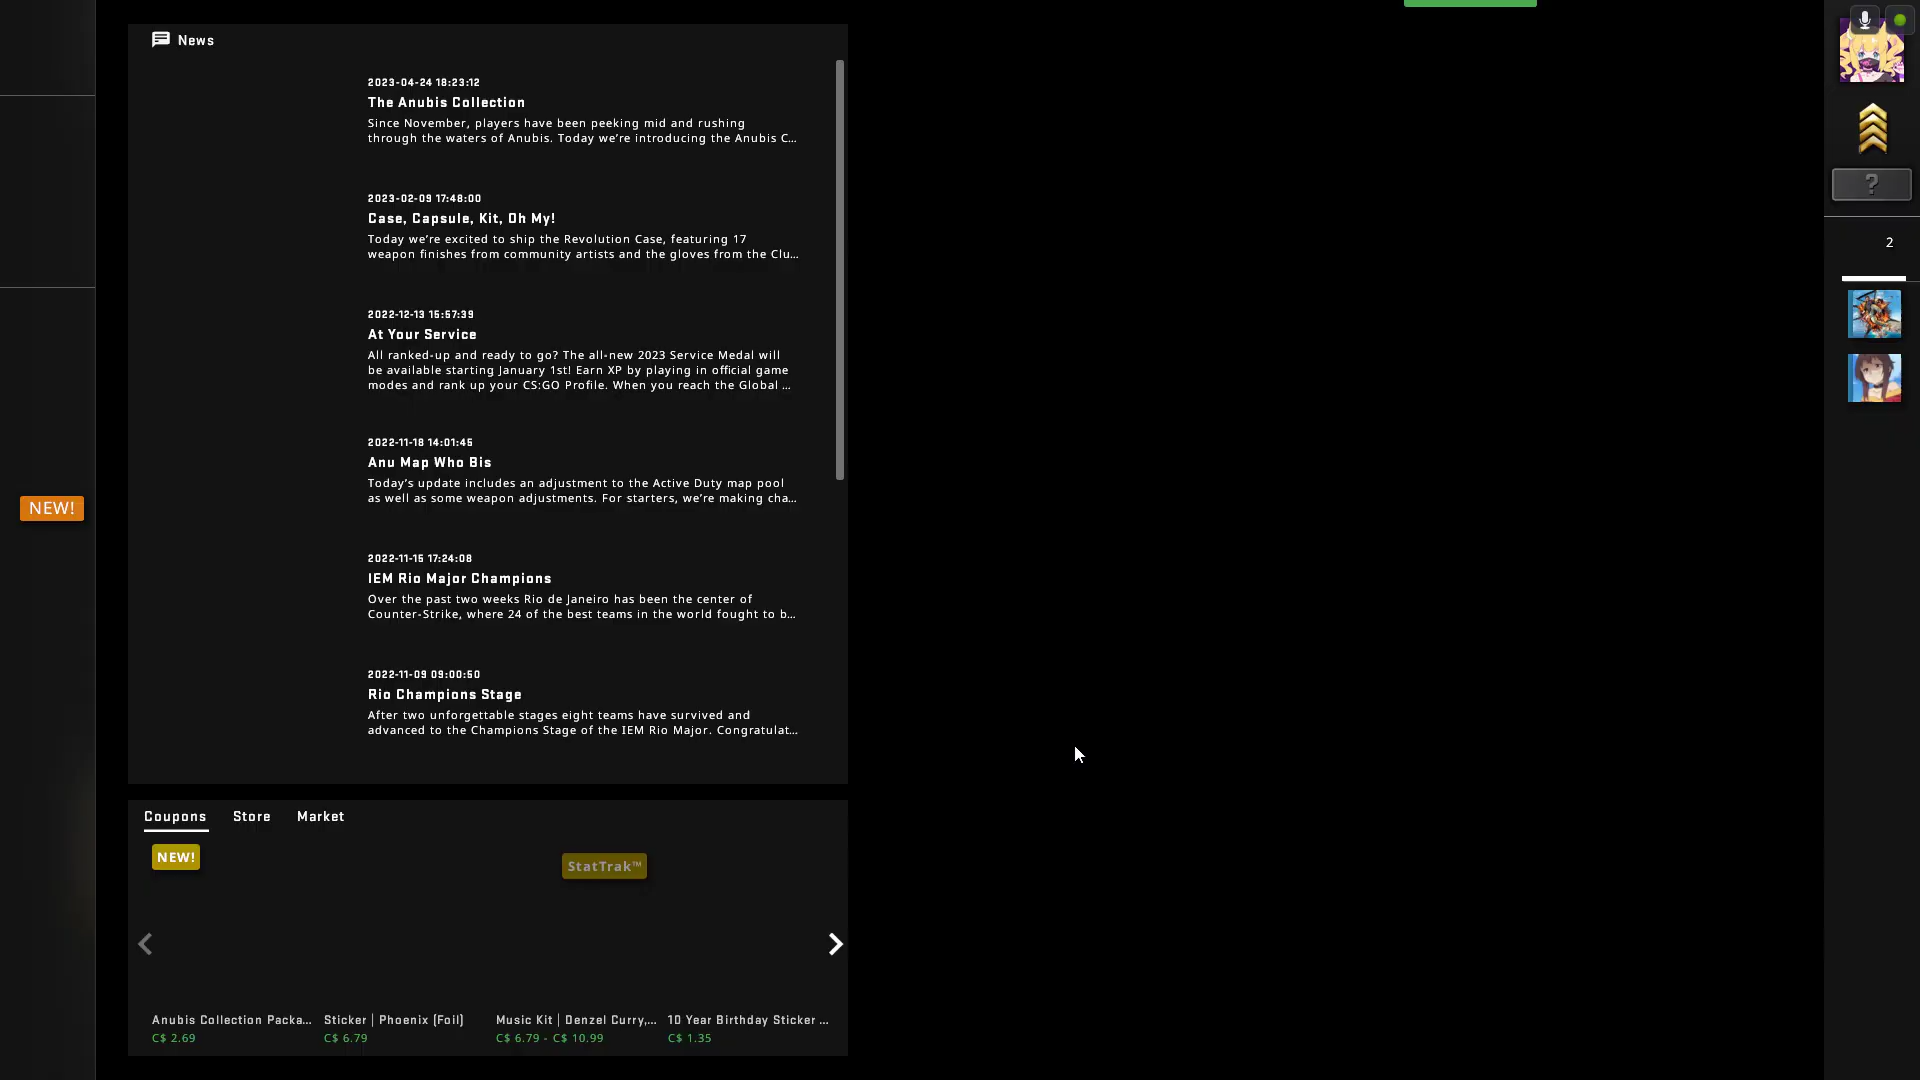 News
2023-04-24 18:23:12
The Anubis Collection
Since November, players have been peeking mid and rushing
through the waters of Anubis. Today we're introducing the Anubis C...
2023-02-09 17:48:00
Case, Capsule, Kit, Oh My!
Today we're excited to ship the Revolution Case, featuring 17
weapon finishes from community artists and the gloves from the Clu...
2022-12-13 15:57:39
At Your Service
All ranked-up and ready to go? The all-new 2023 Service Medal will
be available starting January 1st! Earn XP by playing in official game
modes and rank up your CS:GO Profile. When you reach the Global ...
2022-11-18 14:01:45
Anu Map Who Bis
Today's update includes an adjustment to the Active Duty map pool
as well as some weapon adjustments. For starters, we're making cha...
2022-11-15 17:24:08
IEM Rio Major Champions
Over the past two weeks Rio de Janeiro has been the center of
Counter-Strike, where 24 of the best teams in the world fought to b...
2022-11-09 09:00:50
Rio Champions Stage
After two unforgettable stages eight teams have survived and
advanced to the Champions Stage of the IEM Rio Major. Congratulat...
NEW!
Coupons Store Market
NEW!
StatTrak™
Anubis Collection Packa... Sticker | Phoenix (Foil) Music Kit | Denzel Curry,... 10 Year Birthday Sticker ...
C$ 2.69 C$ 6.79 C$ 6.79 - C$ 10.99 C$ 1.35
?
2